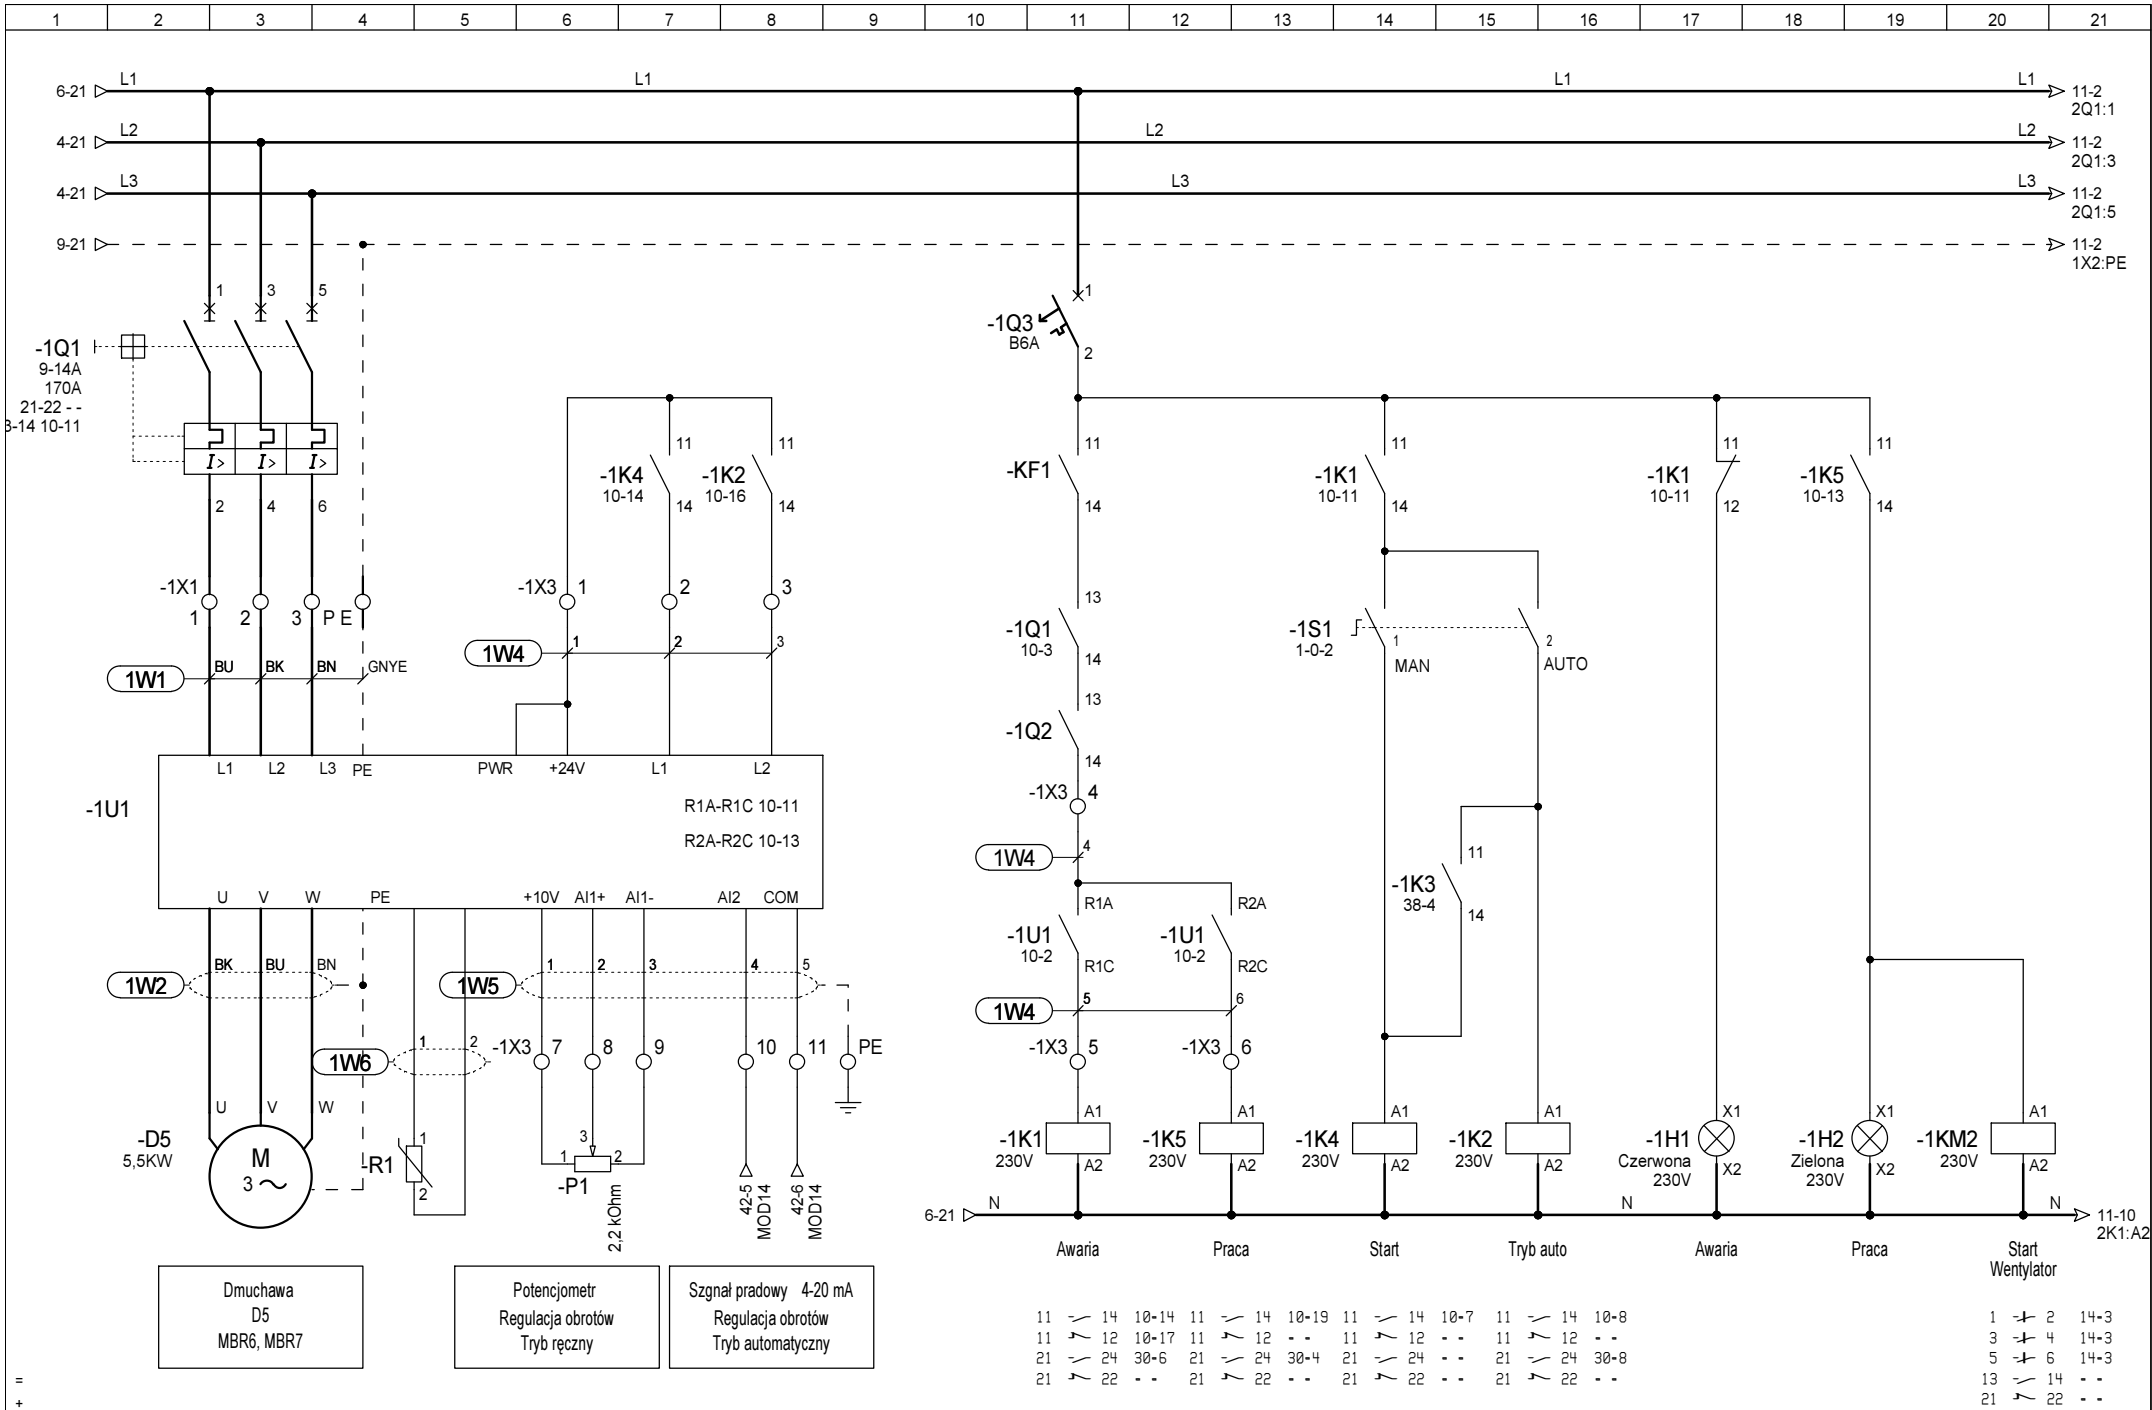 1 2 3 4 5 6 7 8 9 10 11 12 13 14 15 16 17 18 19 20 21
L1 L1 L1 L1
6-21 11-2
2Q1:1
L2 L2 L2
4-21 11-2
2Q1:3
L3 L3 L3
4-21 11-2
2Q1:5
9-21 11-2
1X2:PE
1 3 5 1
-1Q3
B6A
2
-1Q1
9-14A
170A
21-22 - -
3-14 10-11
I> I> I>
2 4 6
11 11 11 11 11 11
-1K4 -1K2 -KF1 -1K1 -1K1 -1K5
10-14 10-16 10-11 10-11 10-13
14 14 14 14 12 14
-1X1 -1X3 1 2 3
1 2 3 PE
13
-1Q1 -1S1
10-3 1-0-2
14 1 2
MAN AUTO
1W4 1 2 3
1W1 BU BK BN GNYE
13
-1Q2
14
L1 L2 L3 PE PWR +24V L1 L2
-1U1
R1A-R1C 10-11
R2A-R2C 10-13
-1X3 4
1W4 4
U V W PE +10V AI1+ AI1- AI2 COM
R1A R2A
-1U1 -1U1
10-2 10-2
R1C R2C
11
-1K3
38-4
14
1W2 BK BU BN
1W5 1 2 3 4 5
1W4 5 6
1W6 1 2
-1X3 7 8 9 10 11 PE
-1X3 5 -1X3 6
U V W
-D5
5,5KW
M
3
-R1 1
2
1 3 2
-P1
2,2 kOhm
42-5
MOD14
42-6
MOD14
A1 A1 A1 A1 X1 X1 A1
-1K1 -1K5 -1K4 -1K2 -1H1 -1H2 -1KM2
230V 230V 230V 230V Czerwona Zielona 230V
230V 230V
A2 A2 A2 A2 X2 X2 A2
6-21 N N N 11-10
2K1:A2
Awaria Praca Start Tryb auto Awaria Praca Start
Wentylator
Dmuchawa
D5
MBR6, MBR7
Potencjometr
Regulacja obrotów
Tryb ręczny
Szgnał pradowy 4-20 mA
Regulacja obrotów
Tryb automatyczny
11 14 10-14 11 14 10-19 11 14 10-7 11 14 10-8 1 2 14-3
11 12 10-17 11 12 - - 11 12 - - 11 12 - - 3 4 14-3
21 24 30-6 21 24 30-4 21 24 - - 21 24 30-8 5 6 14-3
21 22 - - 21 22 - - 21 22 - - 21 22 - - 13 14 - -
21 22 - -
=
+